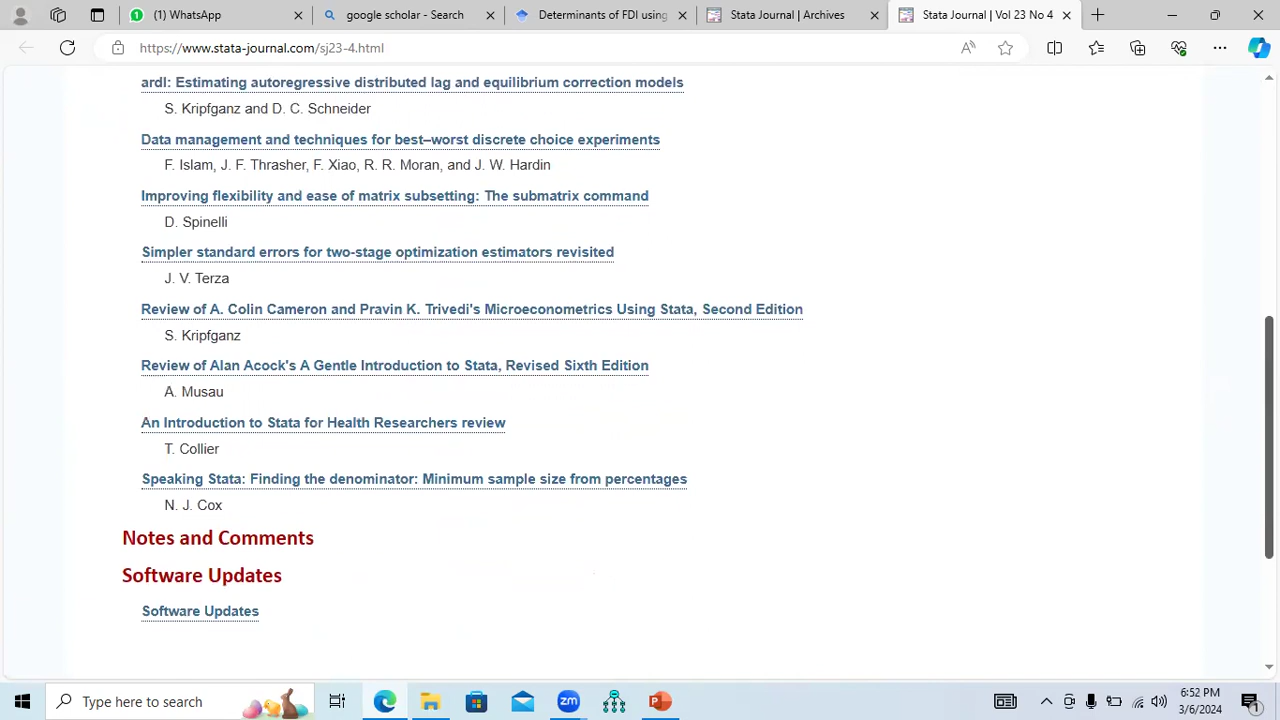 (1) WhatsApp
Determinants of FDI using
Stata Journal | Archives
Stata Journal | Vol 23 No 4
https://www.stata-journal.com/sj23-4.html
ardl: Estimating autoregressive distributed lag and equilibrium correction models
S. Kripfganz and D. C. Schneider
Data management and techniques for best–worst discrete choice experiments
F. Islam, J. F. Thrasher, F. Xiao, R. R. Moran, and J. W. Hardin
Improving flexibility and ease of matrix subsetting: The submatrix command
D. Spinelli
Simpler standard errors for two-stage optimization estimators revisited
J. V. Terza
Review of A. Colin Cameron and Pravin K. Trivedi's Microeconometrics Using Stata, Second Edition
S. Kripfganz
Review of Alan Acock's A Gentle Introduction to Stata, Revised Sixth Edition
A. Musau
An Introduction to Stata for Health Researchers review
T. Collier
Speaking Stata: Finding the denominator: Minimum sample size from percentages
N. J. Cox
Notes and Comments
Software Updates
Software Updates
Type here to search
zm
6:52 PM
3/6/2024
1